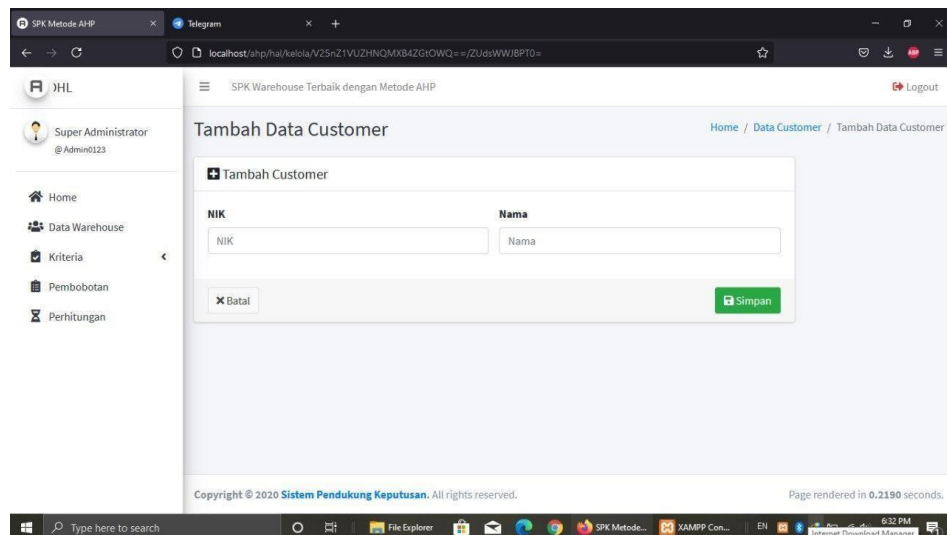 SPK Metode AHP
Telegram
localhost/ahp/hal/kelola/V25nZ1VUZHNQMXB4ZGtOWQ==/ZUdsWWJBPT0=
DHL
SPK Warehouse Terbaik dengan Metode AHP
Logout
Super Administrator
@Admin0123
Tambah Data Customer
Home / Data Customer / Tambah Data Customer
Tambah Customer
Home
Data Warehouse
Kriteria
Pembobotan
Perhitungan
NIK
Nama
NIK
Nama
Batal
Simpan
Copyright © 2020 Sistem Pendukung Keputusan. All rights reserved.
Page rendered in 0.2190 seconds.
Type here to search
File Explorer
SPK Metode...
XAMPP Con...
EN
6:32 PM
Internet Download Manager